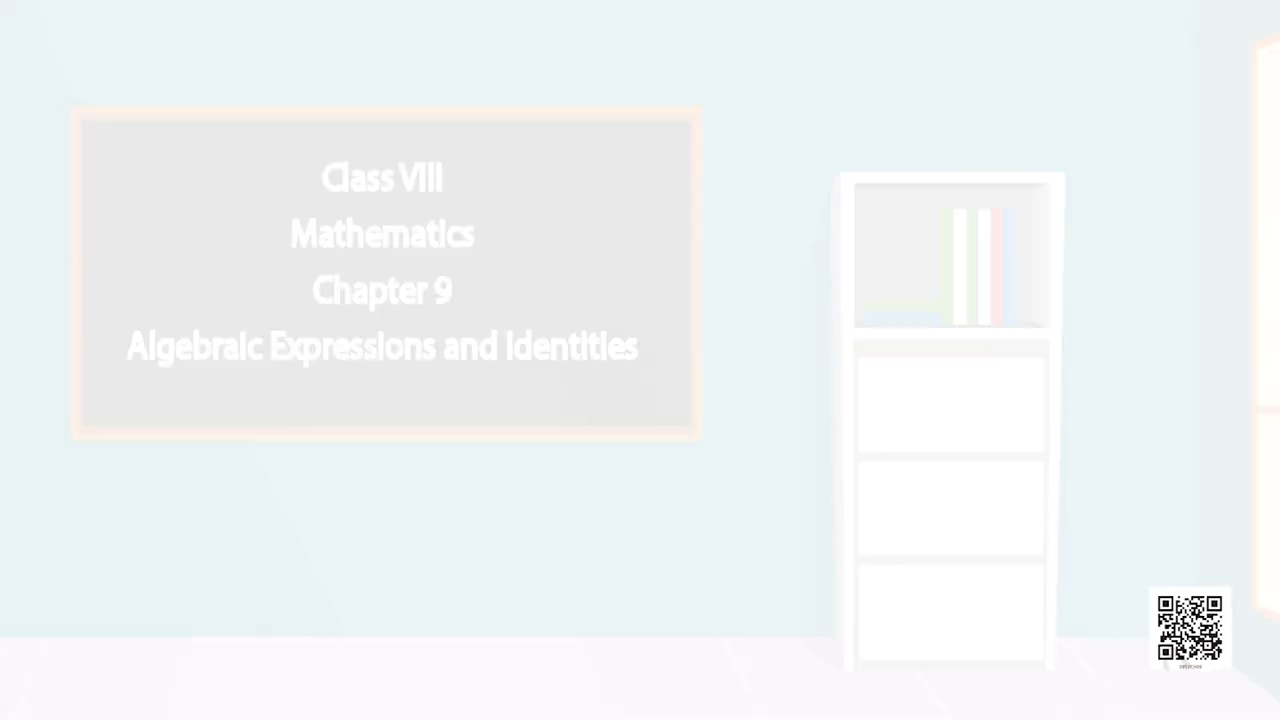 Class VIII
Mathematics
Chapter 9
Algebraic Expressions and Identities